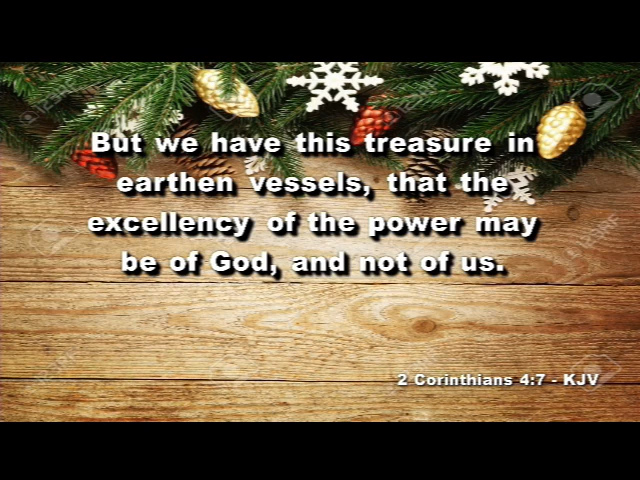 But we have this treasure in
earthen vessels, that the
excellency of the power may
be of God, and not of us.
2 Corinthians 4:7 - KJV